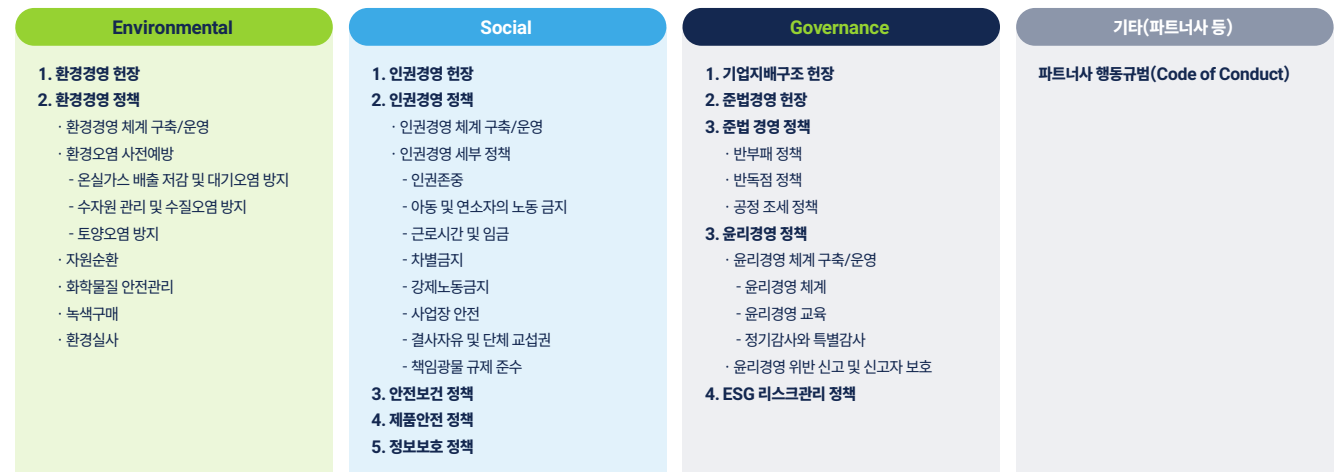 Environmental
1. 환경경영 헌장
2. 환경경영 정책
· 환경경영 체계 구축/운영
· 환경오염 사전예방
- 온실가스 배출 저감 및 대기오염 방지
- 수자원 관리 및 수질오염 방지
- 토양오염 방지
· 자원순환
· 화학물질 안전관리
· 녹색구매
· 환경실사
Social
1. 인권경영 헌장
2. 인권경영 정책
· 인권경영 체계 구축/운영
· 인권경영 세부 정책
- 인권존중
- 아동 및 연소자의 노동 금지
- 근로시간 및 임금
- 차별금지
- 강제노동금지
- 사업장 안전
- 결사자유 및 단체 교섭권
- 책임광물 규제 준수
3. 안전보건 정책
4. 제품안전 정책
5. 정보보호 정책
Governance
1. 기업지배구조 헌장
2. 준법경영 헌장
3. 준법 경영 정책
· 반부패 정책
· 반독점 정책
· 공정 조세 정책
3. 윤리경영 정책
· 윤리경영 체계 구축/운영
- 윤리경영 체계
- 윤리경영 교육
- 정기감사와 특별감사
· 윤리경영 위반 신고 및 신고자 보호
4. ESG 리스크관리 정책
기타(파트너사 등)
파트너사 행동규범(Code of Conduct)